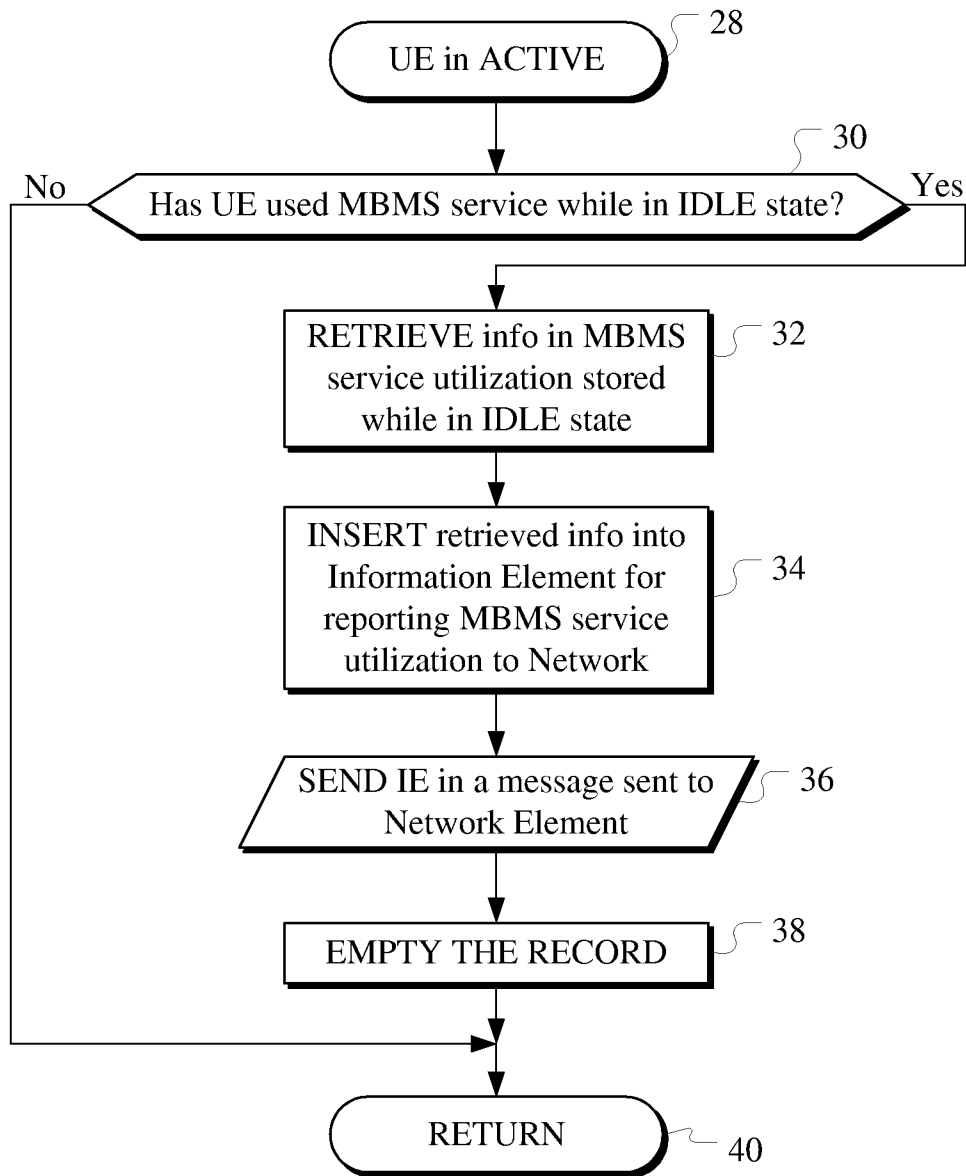 28
UE in ACTIVE
30
No
Yes
Has UE used MBMS service while in IDLE state?
RETRIEVE info in MBMS
service utilization stored
while in IDLE state
32
INSERT retrieved info into
Information Element for
reporting MBMS service
utilization to Network
34
SEND IE in a message sent to
Network Element
36
EMPTY THE RECORD
38
RETURN
40